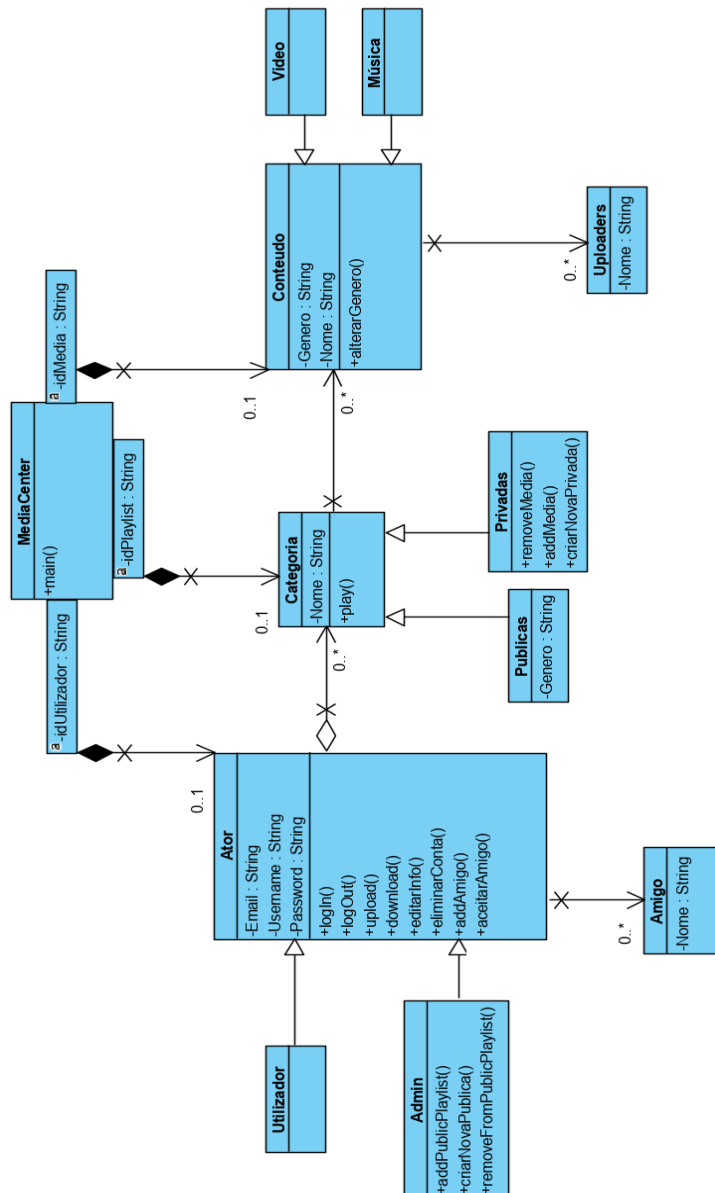 MediaCenter
+main()
-idUtilizador : String
-idPlaylist : String
-idMedia : String
0..1
0..1
0..1
Utilizador
Ator
-Email : String
-Username : String
-Password : String
+logIn()
+logOut()
+upload()
+download()
+editarInfo()
+eliminarConta()
+addAmigo()
+aceitarAmigo()
0..*
Categoria
-Nome : String
+play()
0..*
Conteudo
-Genero : String
-Nome : String
+alterarGenero()
Video
Música
Admin
+addPublicPlaylist()
+criarNovaPublica()
+removeFromPublicPlaylist()
Publicas
-Genero : String
Privadas
+removeMedia()
+addMedia()
+criarNovaPrivada()
0..*
Amigo
-Nome : String
0..*
Uploaders
-Nome : String